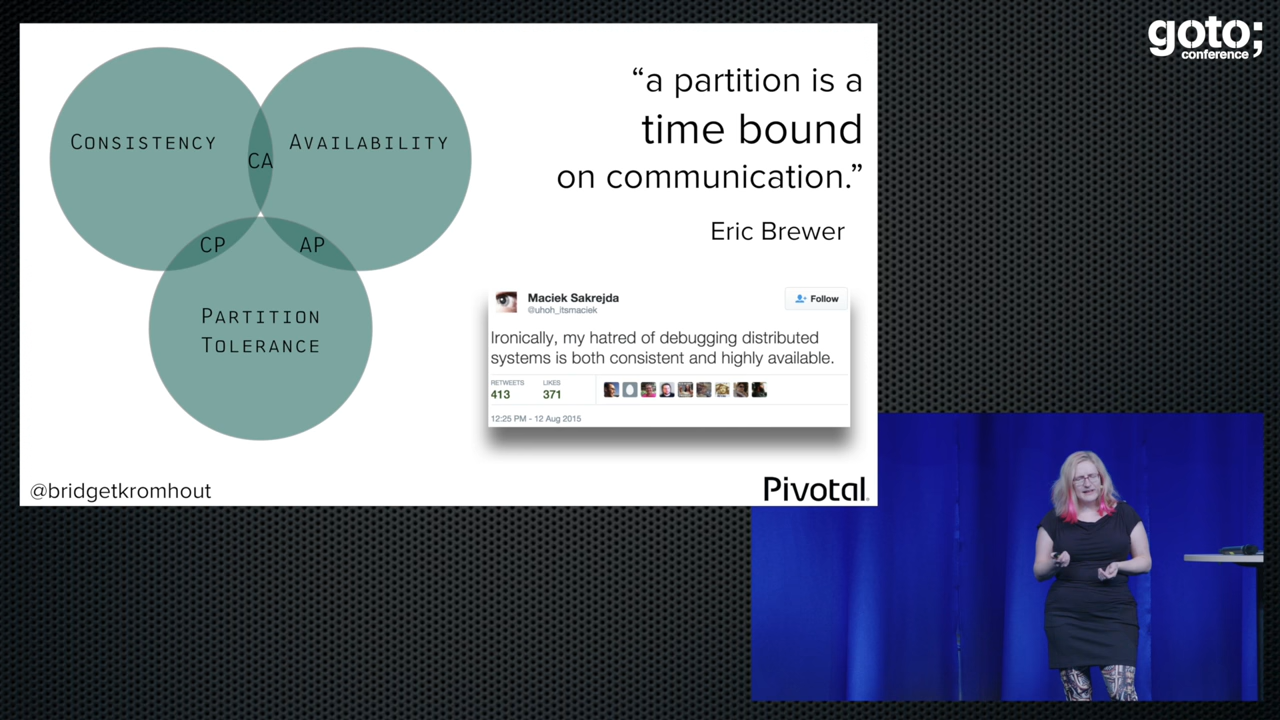 goto;
conference
CONSISTENCY
AVAILABILITY
CA
CP
AP
PARTITION
TOLERANCE
“a partition is a
time bound
on communication.”
Eric Brewer
Maciek Sakrejda
@uhoh_itsmaciek
Follow
Ironically, my hatred of debugging distributed
systems is both consistent and highly available.
RETWEETS
LIKES
413
371
12:25 PM - 12 Aug 2015
@bridgetkromhout
Pivotal.